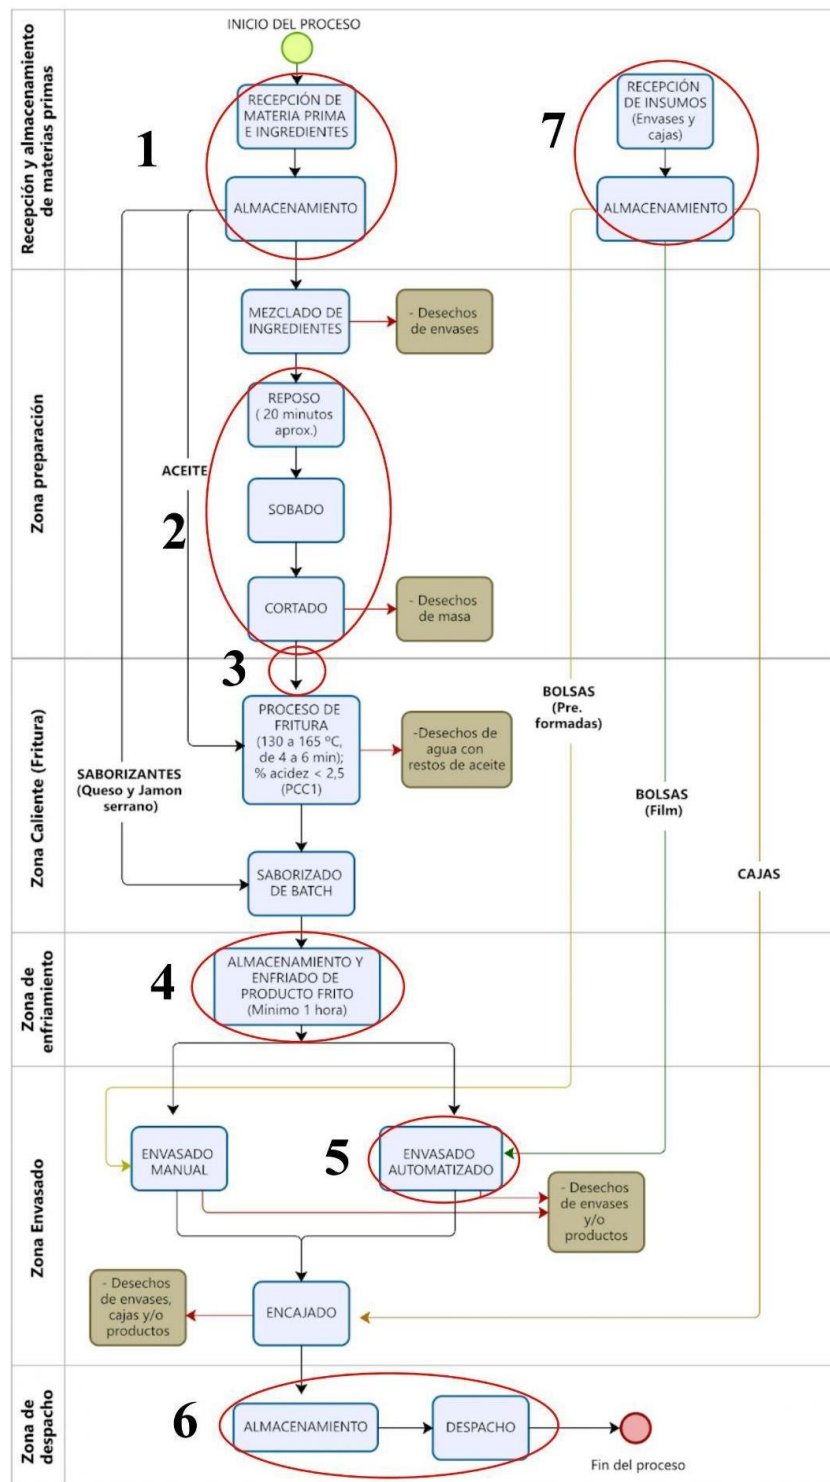 INICIO DEL PROCESO
Recepción y almacenamiento
de materias primas
1
RECEPCIÓN DE
MATERIA PRIMA
E INGREDIENTES
ALMACENAMIENTO
7
RECEPCIÓN
DE INSUMOS
(Envases y
cajas)
ALMACENAMIENTO
Zona preparación
MEZCLADO DE
INGREDIENTES
- Desechos
de envases
REPOSO
( 20 minutos
aprox.)
ACEITE
2
SOBADO
CORTADO
- Desechos
de masa
Zona Caliente (Fritura)
3
PROCESO DE
FRITURA
(130 a 165 ºC,
de 4 a 6 min);
% acidez < 2,5
(PCC1)
-Desechos de
agua con
restos de aceite
BOLSAS
(Pre.
formadas)
SABORIZANTES
(Queso y Jamon
serrano)
BOLSAS
(Film)
SABORIZADO
DE BATCH
CAJAS
Zona de
enfriamiento
4
ALMACENAMIENTO Y
ENFRIADO DE
PRODUCTO FRITO
(Minimo 1 hora)
Zona Envasado
ENVASADO
MANUAL
5
ENVASADO
AUTOMATIZADO
- Desechos
de envases
y/o
productos
- Desechos
de envases,
cajas y/o
productos
ENCAJADO
Zona de
despacho
6
ALMACENAMIENTO
DESPACHO
Fin del proceso